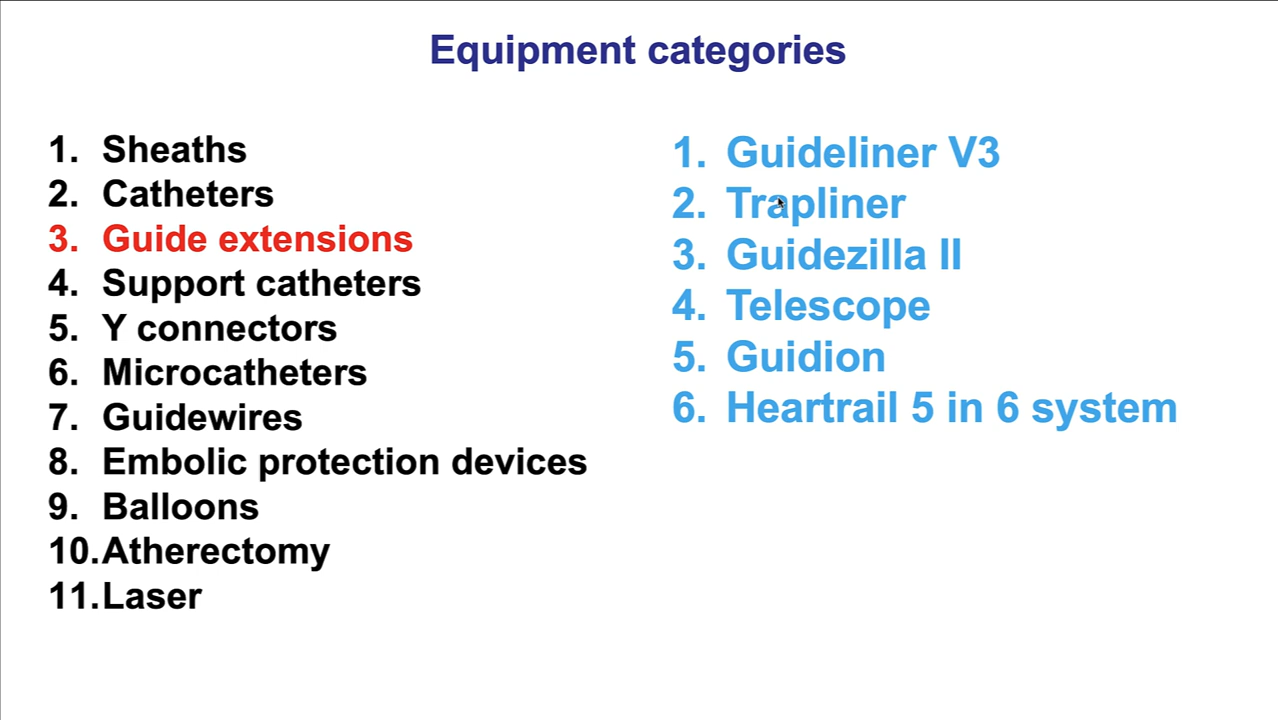 Equipment categories
1. Sheaths
2. Catheters
3. Guide extensions
4. Support catheters
5. Y connectors
6. Microcatheters
7. Guidewires
8. Embolic protection devices
9. Balloons
10.Atherectomy
11.Laser
1. Guideliner V3
2. Trapliner
3. Guidezilla II
4. Telescope
5. Guidion
6. Heartrail 5 in 6 system